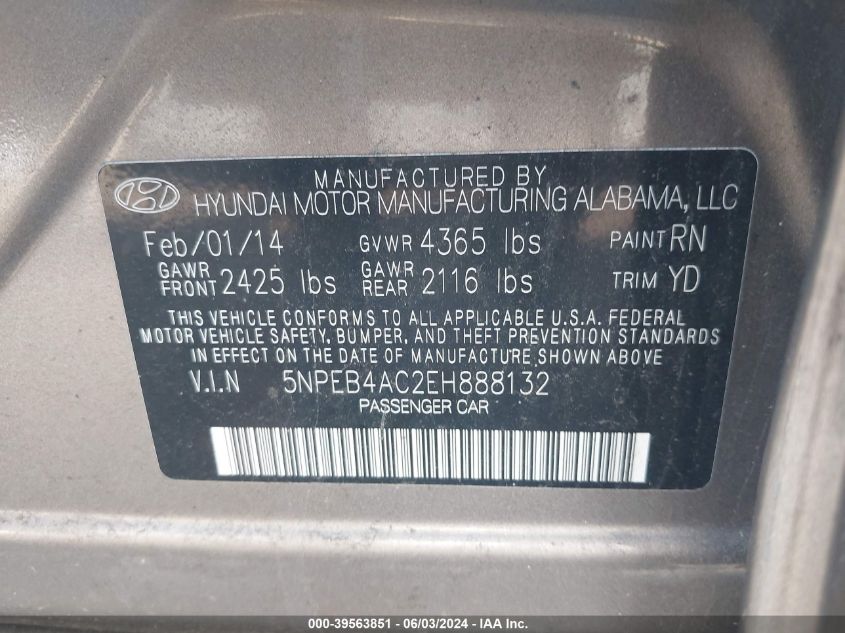 MANUFACTURED BY
HYUNDAI MOTOR MANUFACTURING ALABAMA, LLC
Feb/01/14 GVWR 4365 lbs PAINT RN
GAWR FRONT 2425 lbs GAWR REAR 2116 lbs TRIM YD
THIS VEHICLE CONFORMS TO ALL APPLICABLE U.S.A. FEDERAL
MOTOR VEHICLE SAFETY, BUMPER, AND THEFT PREVENTION STANDARDS
IN EFFECT ON THE DATE OF MANUFACTURE SHOWN ABOVE.
V.I.N 5NPEB4AC2EH888132
PASSENGER CAR
000-39563851 - 06/03/2024 - IAA Inc.